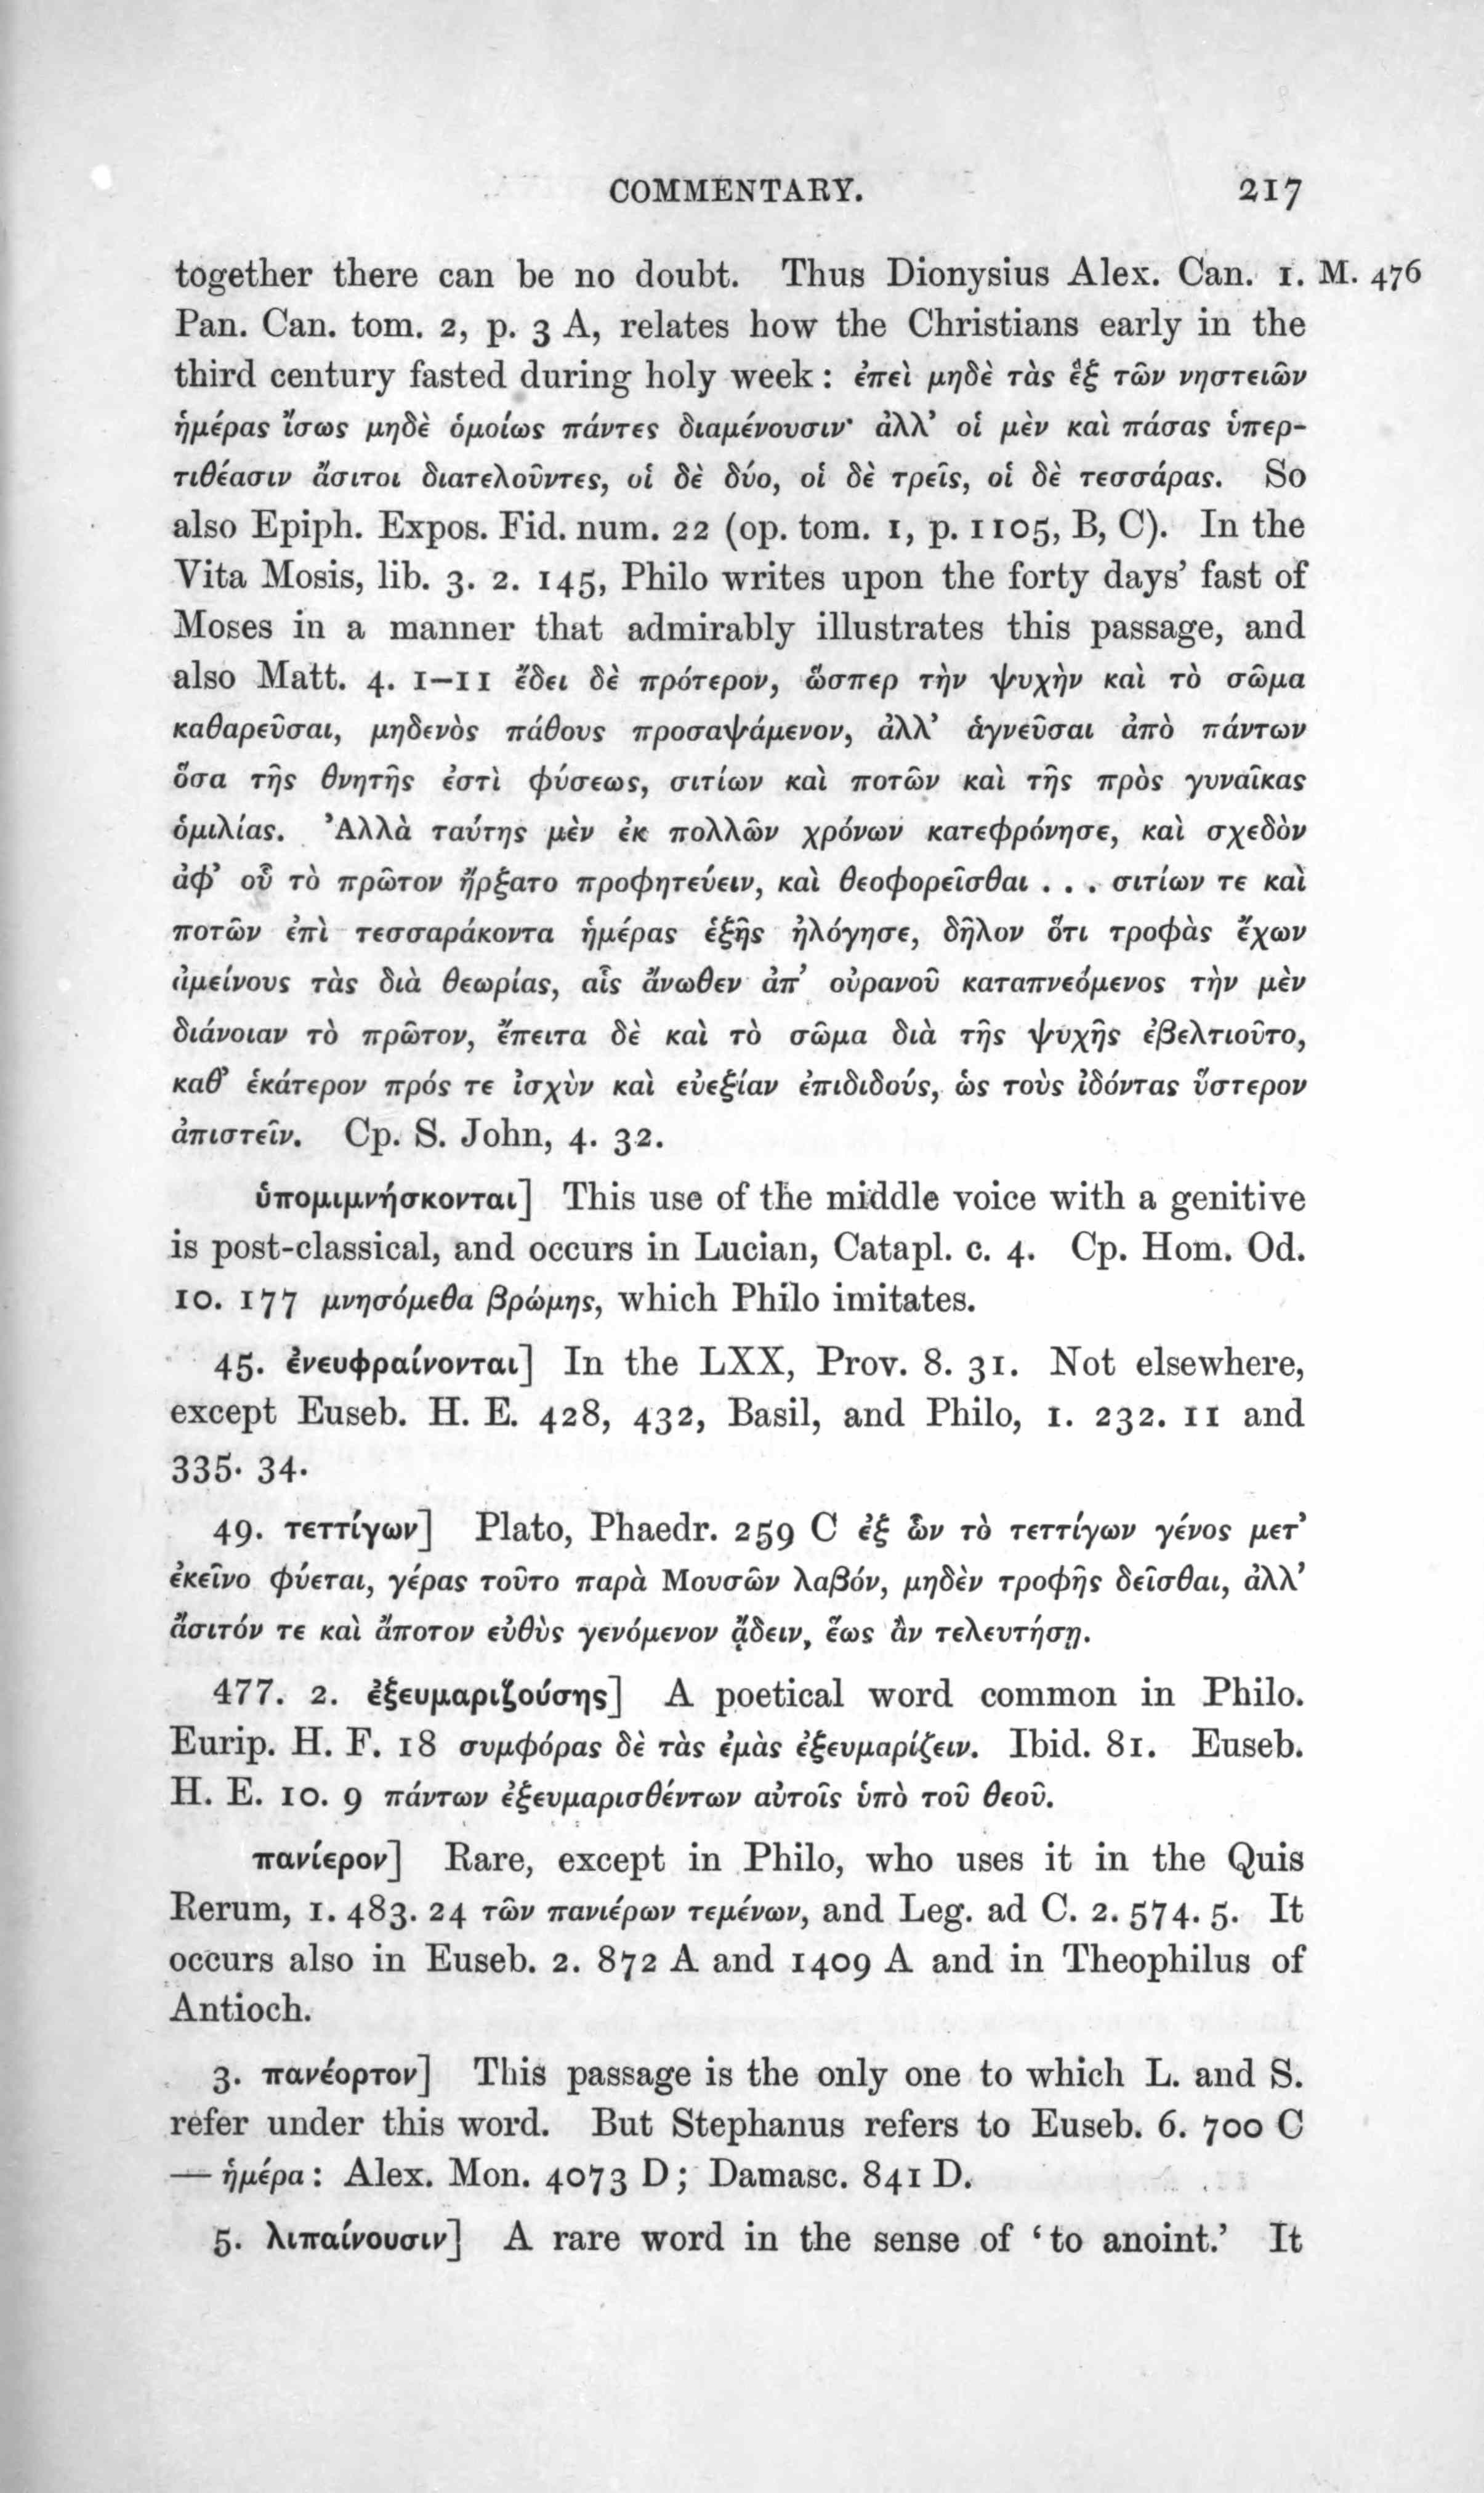 COMMENTARY. 217
together there can be no doubt. Thus Dionysius Alex. Can. 1. M. 476
Pan. Can. tom. 2, p. 3 A, relates how the Christians early in the
third century fasted during holy week: ἐπεὶ μηδὲ τὰς ἓξ τῶν νηστειῶν
ἡμέρας ἴσως μηδὲ ὁμοίως πάντες διαμένουσιν· ἀλλ’ οἱ μὲν καὶ πάσας ὑπερ-
τιθέασιν ἄσιτοι διατελοῦντες, οἱ δὲ δύο, οἱ δὲ τρεῖς, οἱ δὲ τεσσάρας. So
also Epiph. Expos. Fid. num. 22 (op. tom. 1, p. 1105, B, C). In the
Vita Mosis, lib. 3. 2. 145, Philo writes upon the forty days’ fast of
Moses in a manner that admirably illustrates this passage, and
also Matt. 4. 1–11 ἔδει δὲ πρότερον, ὥσπερ τὴν ψυχὴν καὶ τὸ σῶμα
καθαρεῦσαι, μηδενὸς πάθους προσαψάμενον, ἀλλ’ ἁγνεῦσαι ἀπὸ πάντων
ὅσα τῆς θνητῆς ἐστὶ φύσεως, σιτίων καὶ ποτῶν καὶ τῆς πρὸς γυναῖκας
ὁμιλίας. Ἀλλὰ ταύτης μὲν ἐκ πολλῶν χρόνων κατεφρόνησε, καὶ σχεδὸν
ἀφ’ οὗ τὸ πρῶτον ἤρξατο προφητεύειν, καὶ θεοφορεῖσθαι . . . σιτίων τε καὶ
ποτῶν ἐπὶ τεσσαράκοντα ἡμέρας ἑξῆς ἠλόγησε, δῆλον ὅτι τροφὰς ἔχων
ἀμείνους τὰς διὰ θεωρίας, αἷς ἄνωθεν ἀπ’ οὐρανοῦ καταπνεόμενος τὴν μὲν
διάνοιαν τὸ πρῶτον, ἔπειτα δὲ καὶ τὸ σῶμα διὰ τῆς ψυχῆς ἐβελτιοῦτο,
καθ’ ἑκάτερον πρός τε ἰσχὺν καὶ εὐεξίαν ἐπιδιδούς, ὡς τοὺς ἰδόντας ὕστερον
ἀπιστεῖν. Cp. S. John, 4. 32.
ὑπομιμνήσκονται] This use of the middle voice with a genitive
is post-classical, and occurs in Lucian, Catapl. c. 4. Cp. Hom. Od.
10. 177 μνησόμεθα βρώμης, which Philo imitates.
45. ἐνευφραίνονται] In the LXX, Prov. 8. 31. Not elsewhere,
except Euseb. H. E. 428, 432, Basil, and Philo, 1. 232. 11 and
335. 34.
49. τεττίγων] Plato, Phaedr. 259 C ἐξ ὧν τὸ τεττίγων γένος μετ’
ἐκεῖνο φύεται, γέρας τοῦτο παρὰ Μουσῶν λαβόν, μηδὲν τροφῆς δεῖσθαι, ἀλλ’
ἄσιτόν τε καὶ ἄποτον εὐθὺς γενόμενον ᾄδειν, ἕως ἂν τελευτήσῃ.
477. 2. ἐξευμαριζούσης] A poetical word common in Philo.
Eurip. H. F. 18 συμφόρας δὲ τὰς ἐμὰς ἐξευμαρίζειν. Ibid. 81. Euseb.
H. E. 10. 9 πάντων ἐξευμαρισθέντων αὐτοῖς ὑπὸ τοῦ θεοῦ.
πανίερον] Rare, except in Philo, who uses it in the Quis
Rerum, 1. 483. 24 τῶν πανιέρων τεμένων, and Leg. ad C. 2. 574. 5. It
occurs also in Euseb. 2. 872 A and 1409 A and in Theophilus of
Antioch.
3. πανέορτον] This passage is the only one to which L. and S.
refer under this word. But Stephanus refers to Euseb. 6. 700 C
— ἡμέρα: Alex. Mon. 4073 D; Damasc. 841 D.
5. λιπαίνουσιν] A rare word in the sense of ‘to anoint.’ It